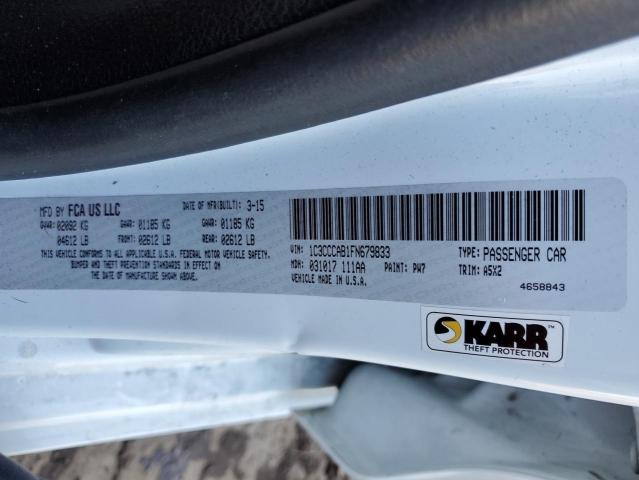 MFD BY FCA US LLC DATE OF MFR(BUILT): 3-15
GVWR: 02092 KG GAWR: 01185 KG GAWR: 01185 KG
04612 LB FRONT: 02612 LB REAR: 02612 LB
THIS VEHICLE CONFORMS TO ALL APPLICABLE U.S.A. FEDERAL MOTOR VEHICLE SAFETY,
BUMPER AND THEFT PREVENTION STANDARDS IN EFFECT ON
THE DATE OF MANUFACTURE SHOWN ABOVE.
VIN: 1C3CCCAB1FN679833 TYPE: PASSENGER CAR
MDH: 031017 111AA PAINT: PW7 TRIM: A5X2
VEHICLE MADE IN U.S.A.
4658843
KARR™
THEFT PROTECTION